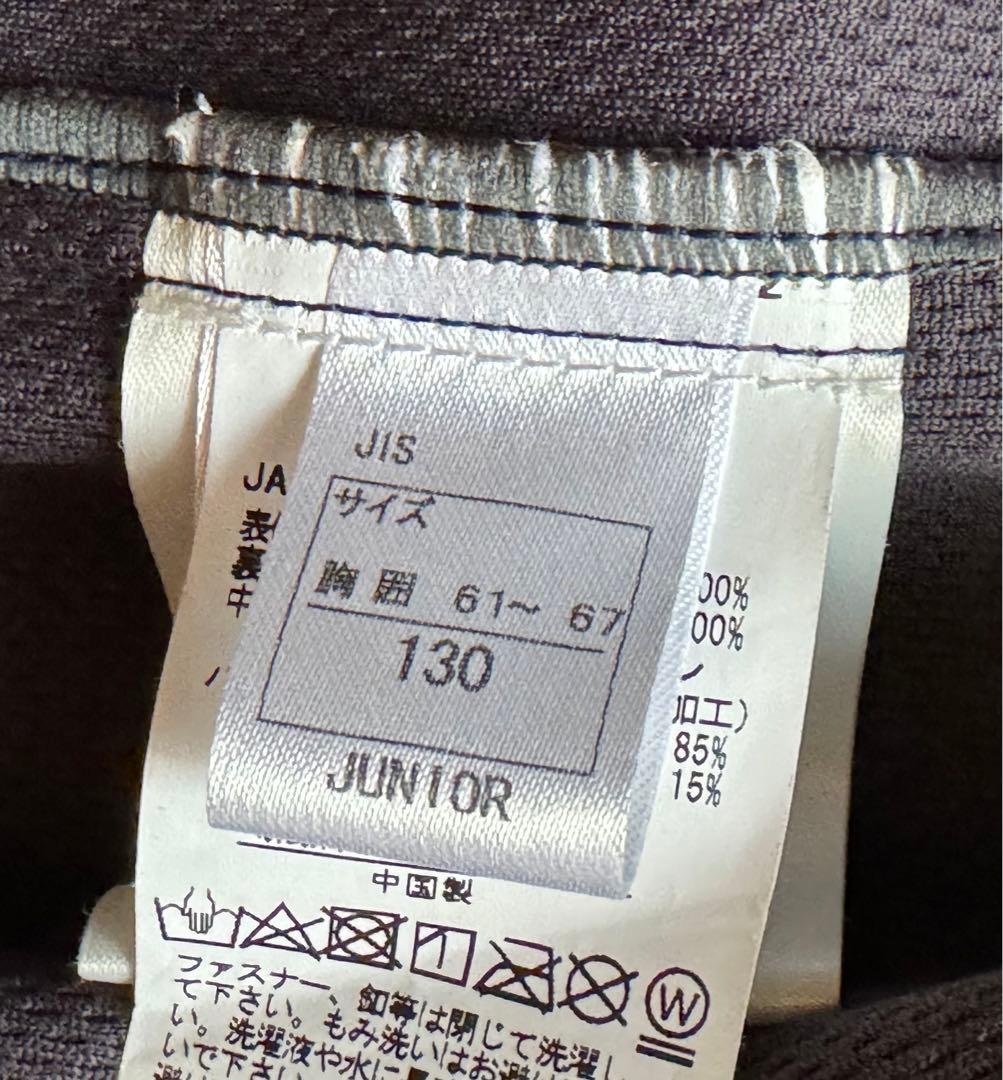 JIS
サイズ
胸囲 61～ 67
130
JUNIOR
JA
表
裏
中
00%
00%
加工)
85%
15%
中国製
W
ファスナー、釦等は閉じて洗濯し
て下さい。もみ洗いはお避け
い。洗濯液や水に
いで下さい